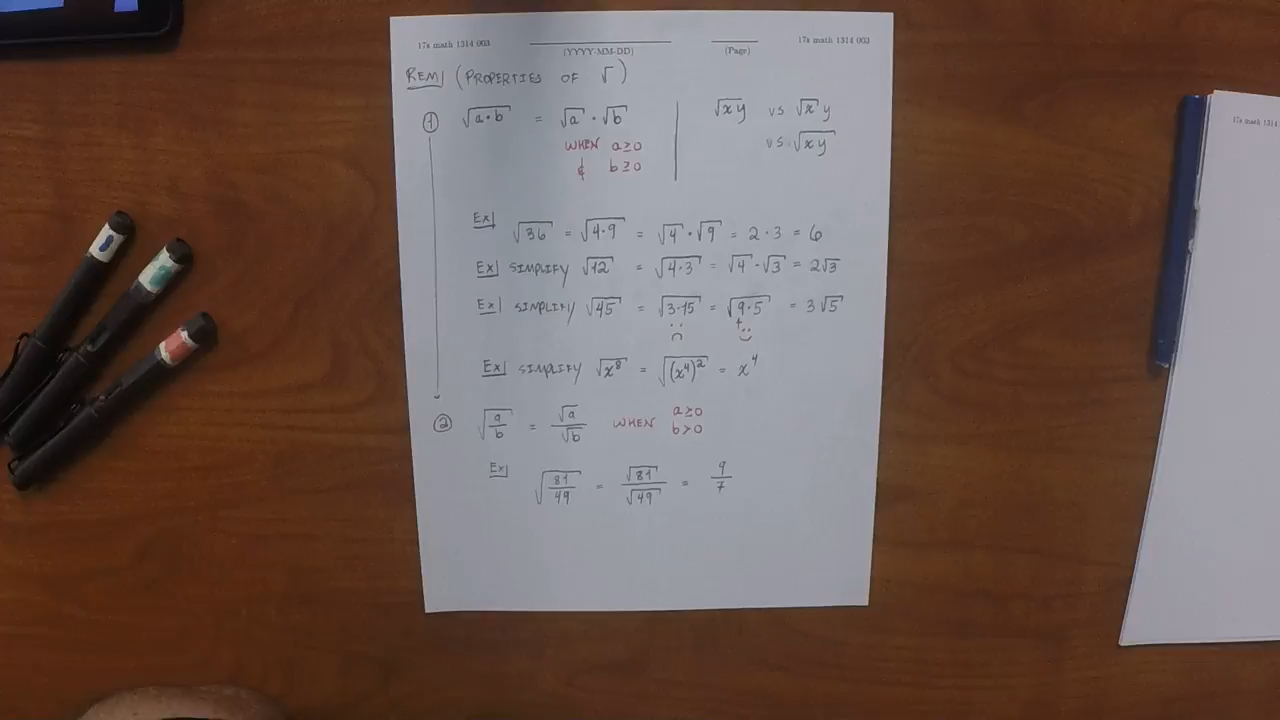 17s math 1314 003 (YYYY-MM-DD) (Page) 17s math 1314 003
REM (PROPERTIES OF √)
① √(a·b) = √a · √b | √x y vs √x y
WHEN a≥0 vs. √(xy)
& b≥0
Ex √36 = √(4·9) = √4 · √9 = 2·3 = 6
Ex SIMPLIFY √12 = √(4·3) = √4 · √3 = 2√3
Ex SIMPLIFY √45 = √(3·15) = √(9·5) = 3√5
Ex SIMPLIFY √x⁸ = √((x⁴)²) = x⁴
② √(a/b) = √a/√b WHEN a≥0 b>0
Ex √(81/49) = √81/√49 = 9/7
17s math 1314